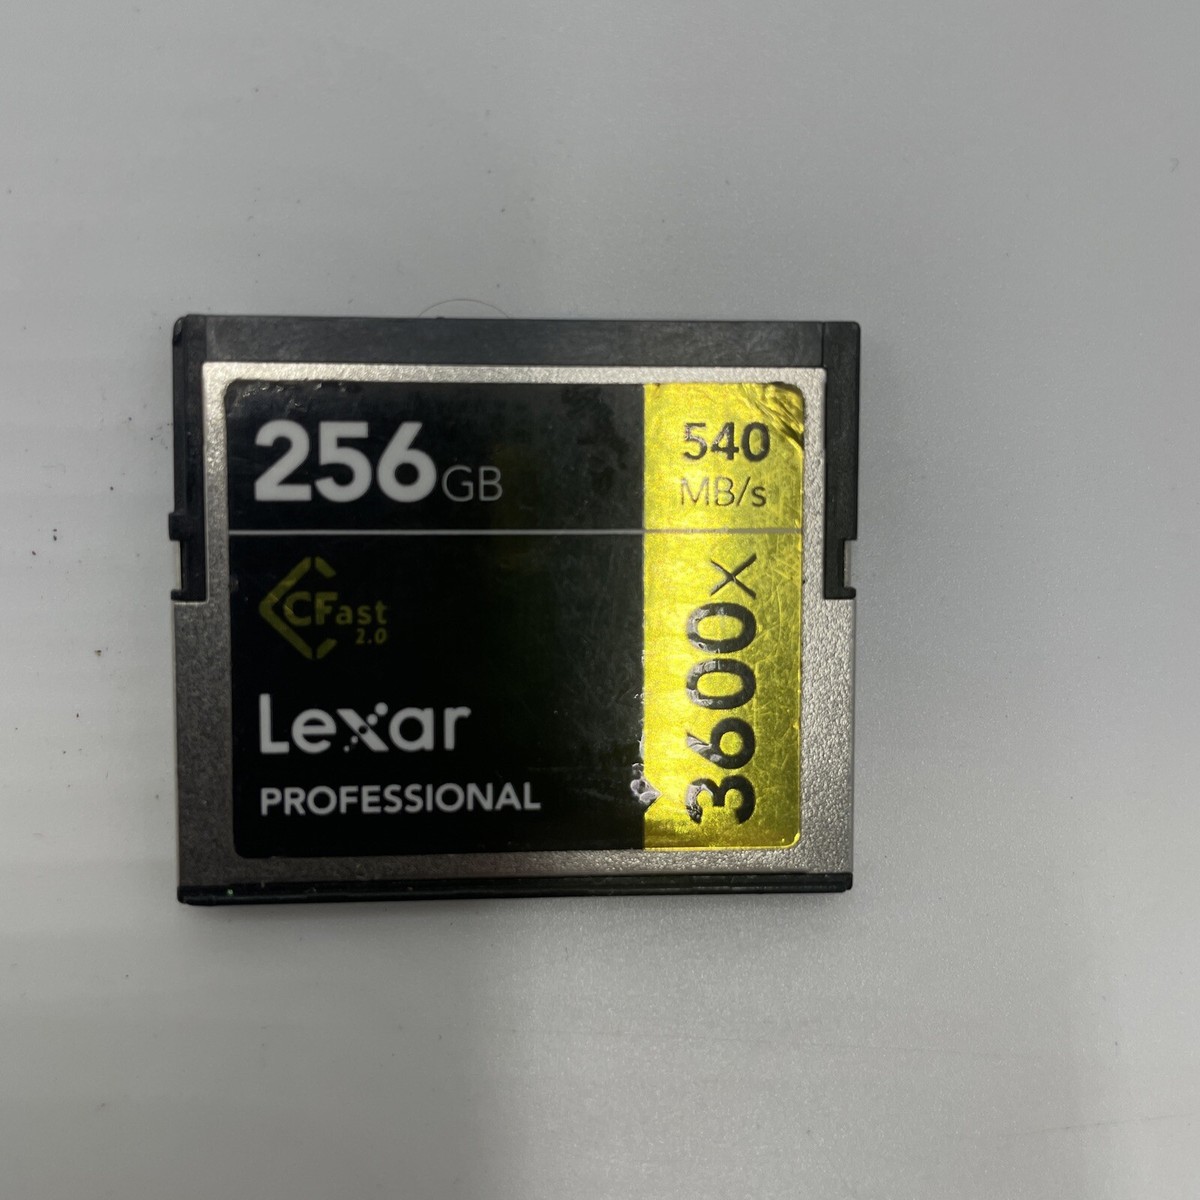 256GB
540
MB/s
CFast
2.0
3600x
Lexar
PROFESSIONAL